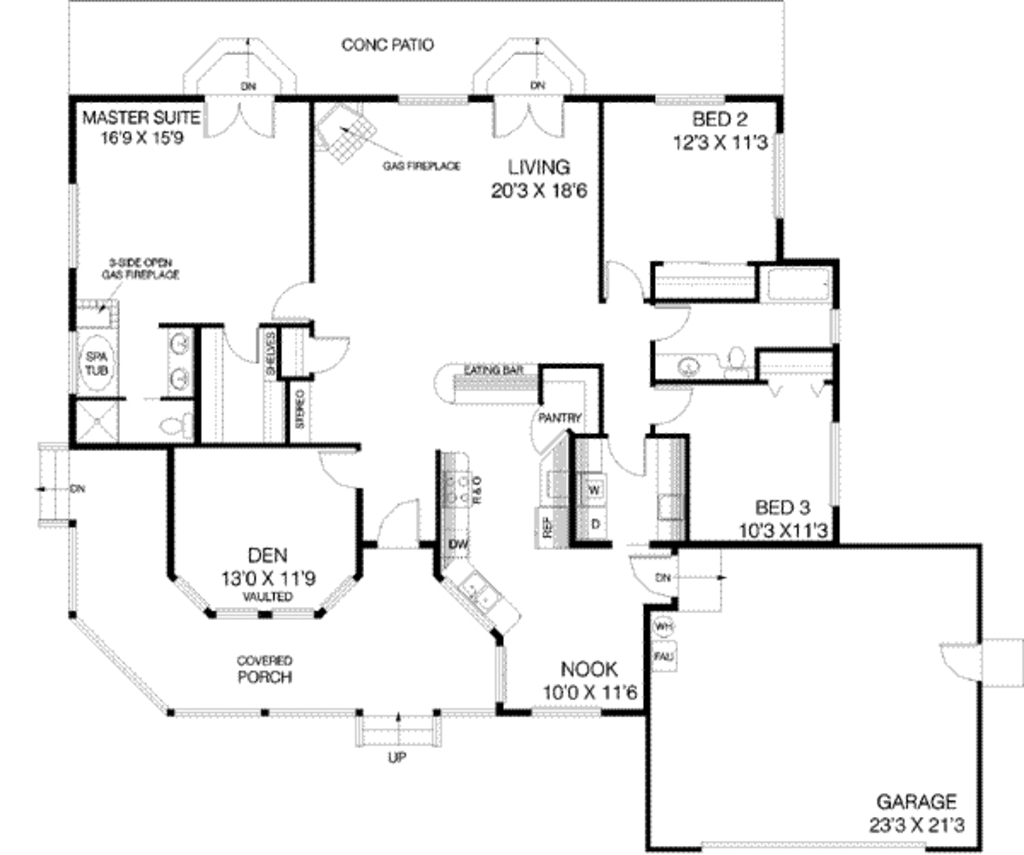 CONC PATIO
DN
DN
MASTER SUITE
16'9 X 15'9
BED 2
12'3 X 11'3
GAS FIREPLACE
LIVING
20'3 X 18'6
3-SIDE OPEN
GAS FIREPLACE
SPA
TUB
SHELVES
STEREO
EATING BAR
PANTRY
DN
R&O
W
D
REF
DW
BED 3
10'3 X11'3
DEN
13'0 X 11'9
VAULTED
DN
WH
FAU
COVERED
PORCH
NOOK
10'0 X 11'6
UP
GARAGE
23'3 X 21'3